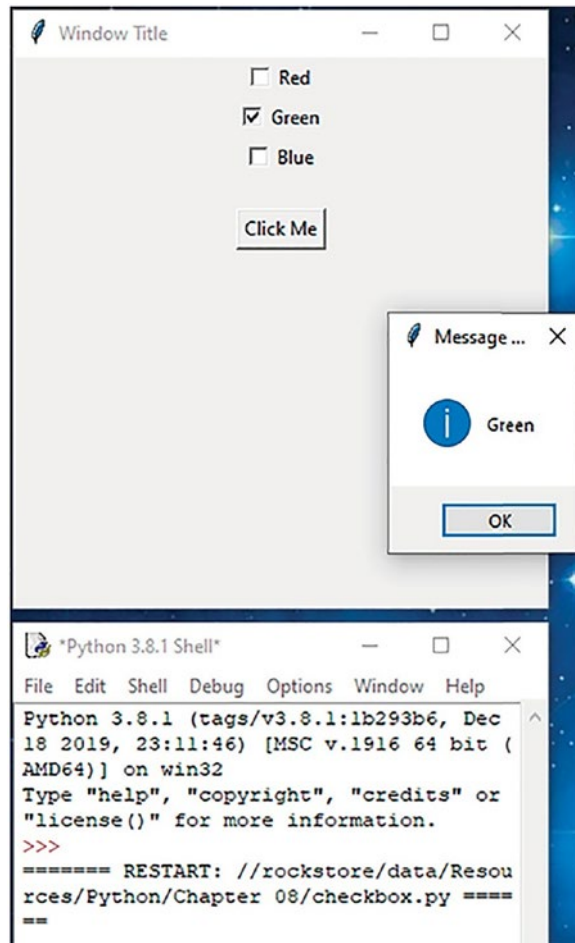 Window Title
Red
Green
Blue
Click Me
Message ...
Green
OK
*Python 3.8.1 Shell*
File Edit Shell Debug Options Window Help
Python 3.8.1 (tags/v3.8.1:1b293b6, Dec
18 2019, 23:11:46) [MSC v.1916 64 bit (
AMD64)] on win32
Type "help", "copyright", "credits" or
"license()" for more information.
>>>
======= RESTART: //rockstore/data/Resou
rces/Python/Chapter 08/checkbox.py ====
==